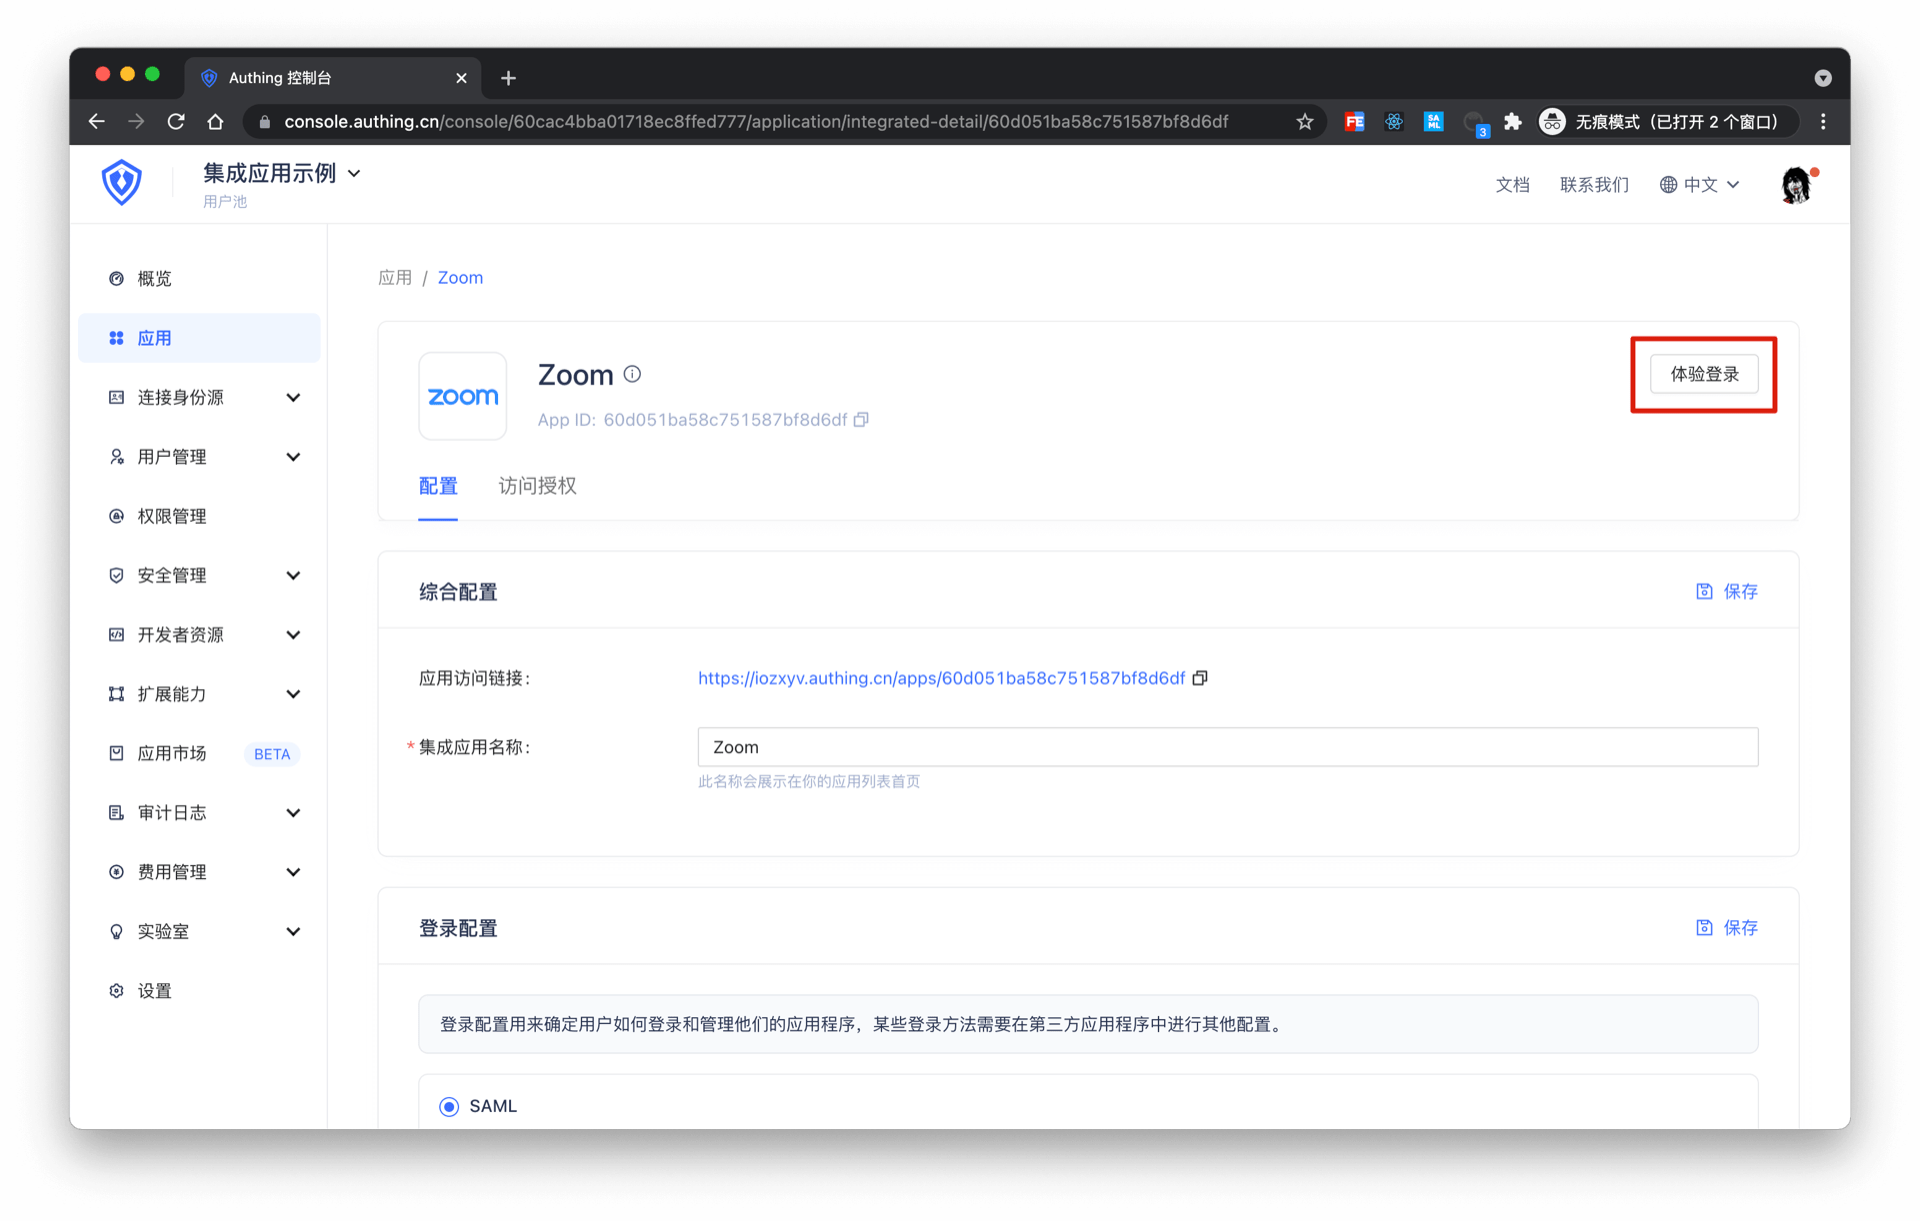 Authing 控制台
console.authing.cn/console/60cac4bba01718ec8ffed777/application/integrated-detail/60d051ba58c751587bf8d6df
FE
SA
ML
3
无痕模式（已打开 2 个窗口）
集成应用示例
用户池
文档
联系我们
中文
概览
应用
连接身份源
用户管理
权限管理
安全管理
开发者资源
扩展能力
应用市场 BETA
审计日志
费用管理
实验室
设置
应用 / Zoom
zoom
Zoom
App ID: 60d051ba58c751587bf8d6df
体验登录
配置
访问授权
综合配置
保存
应用访问链接：
https://iozxyv.authing.cn/apps/60d051ba58c751587bf8d6df
* 集成应用名称：
Zoom
此名称会展示在你的应用列表首页
登录配置
保存
登录配置用来确定用户如何登录和管理他们的应用程序，某些登录方法需要在第三方应用程序中进行其他配置。
SAML